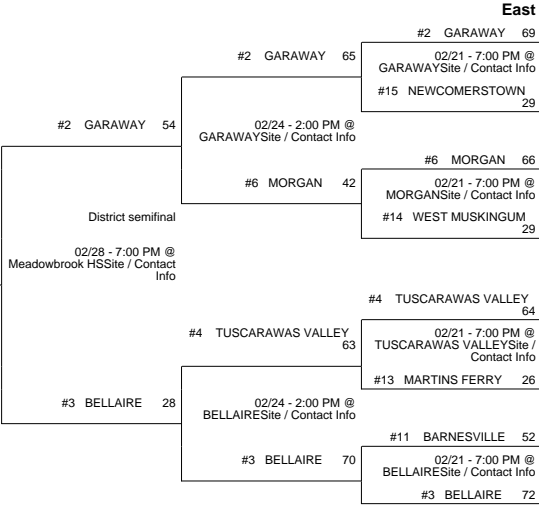 East
#2 GARAWAY 69
#2 GARAWAY 65
02/21 - 7:00 PM @
GARAWAYSite / Contact Info
#15 NEWCOMERSTOWN
29
#2 GARAWAY 54
02/24 - 2:00 PM @
GARAWAYSite / Contact Info
#6 MORGAN 66
#6 MORGAN 42
02/21 - 7:00 PM @
MORGANSite / Contact Info
#14 WEST MUSKINGUM
29
District semifinal
02/28 - 7:00 PM @
Meadowbrook HSSite / Contact
Info
#4 TUSCARAWAS VALLEY
64
#4 TUSCARAWAS VALLEY
63
02/21 - 7:00 PM @
TUSCARAWAS VALLEYSite /
Contact Info
#13 MARTINS FERRY 26
#3 BELLAIRE 28
02/24 - 2:00 PM @
BELLAIRESite / Contact Info
#11 BARNESVILLE 52
#3 BELLAIRE 70
02/21 - 7:00 PM @
BELLAIRESite / Contact Info
#3 BELLAIRE 72